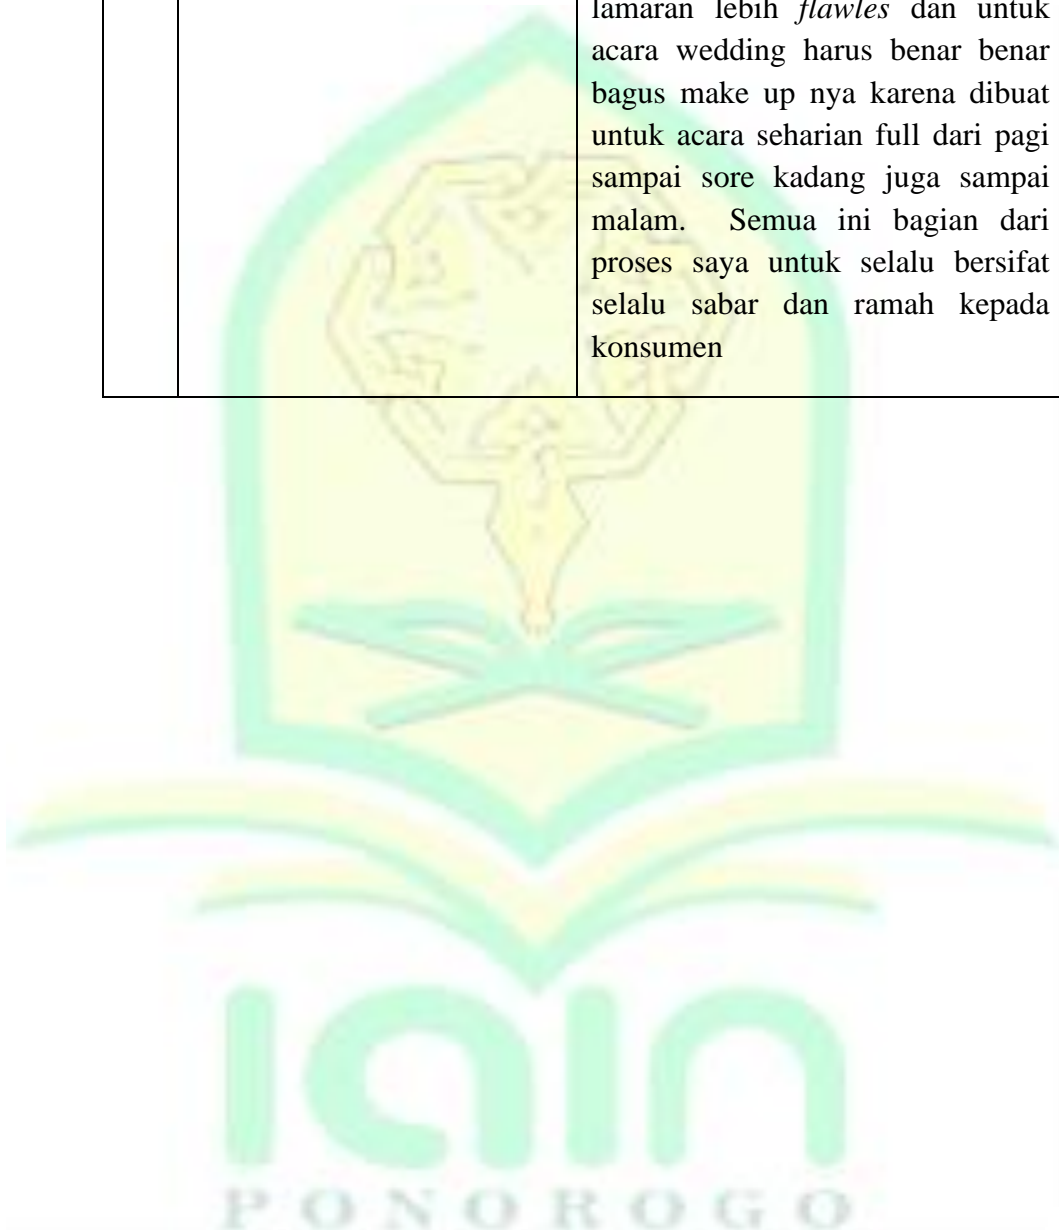 lamaran lebih flawles dan untuk
acara wedding harus benar benar
bagus make up nya karena dibuat
untuk acara seharian full dari pagi
sampai sore kadang juga sampai
malam. Semua ini bagian dari
proses saya untuk selalu bersifat
selalu sabar dan ramah kepada
konsumen
iain
PONOROGO